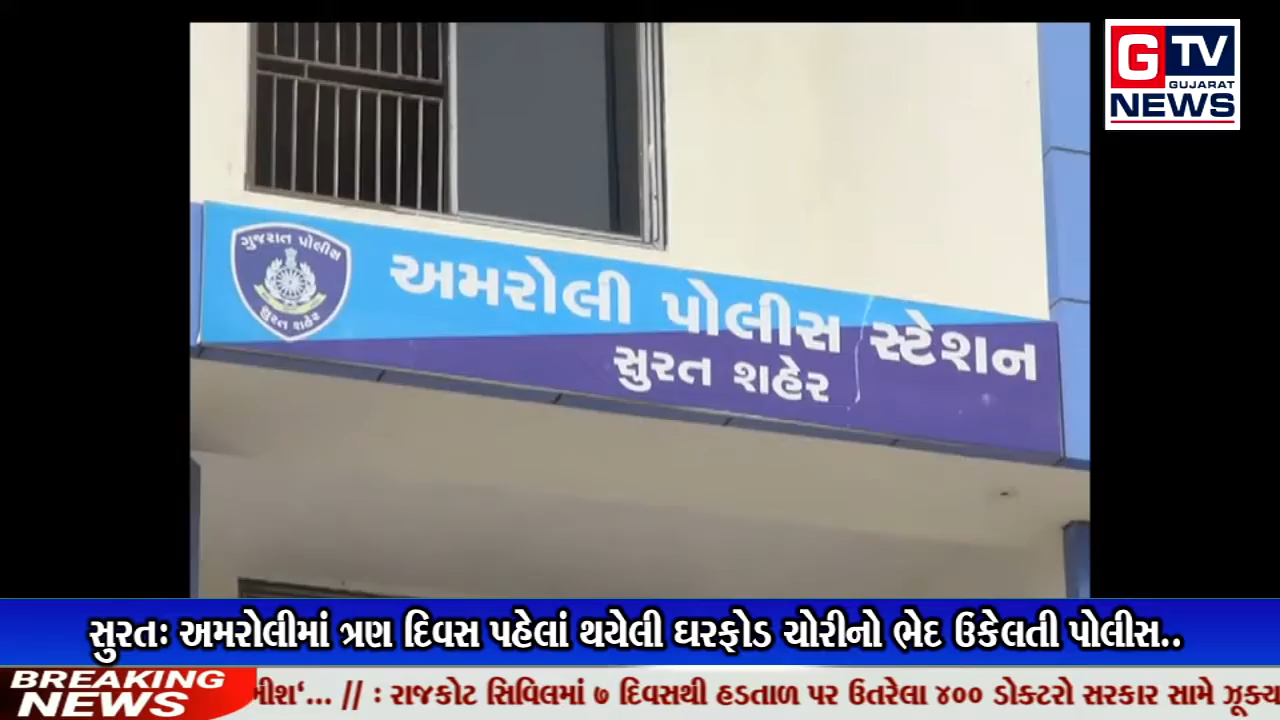 G TV
GUJARAT
NEWS
ગુજરાત પોલીસ
સુરત શહેર
અમરોલી પોલીસ સ્ટેશન
સુરત શહેર
સુરતઃ અમરોલીમાં ત્રણ દિવસ પહેલાં થયેલી ઘરફોડ ચોરીનો ભેદ ઉકેલતી પોલીસ..
BREAKING
NEWS
'... // : રાજકોટ સિવિલમાં ૭ દિવસથી હડતાળ પર ઉતરેલા ૪૦૦ ડોક્ટરો સરકાર સામે